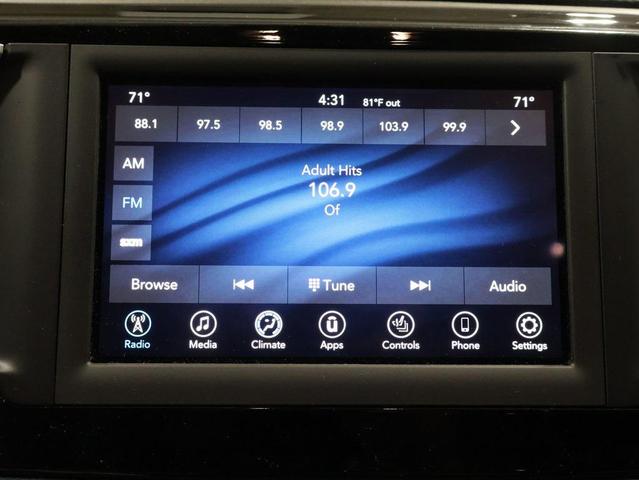 71° 4:31 81°F out 71°
88.1 97.5 98.5 98.9 103.9 99.9
AM
Adult Hits
106.9
FM
Of
sxm
Browse Tune Audio
Radio Media Climate Apps Controls Phone Settings